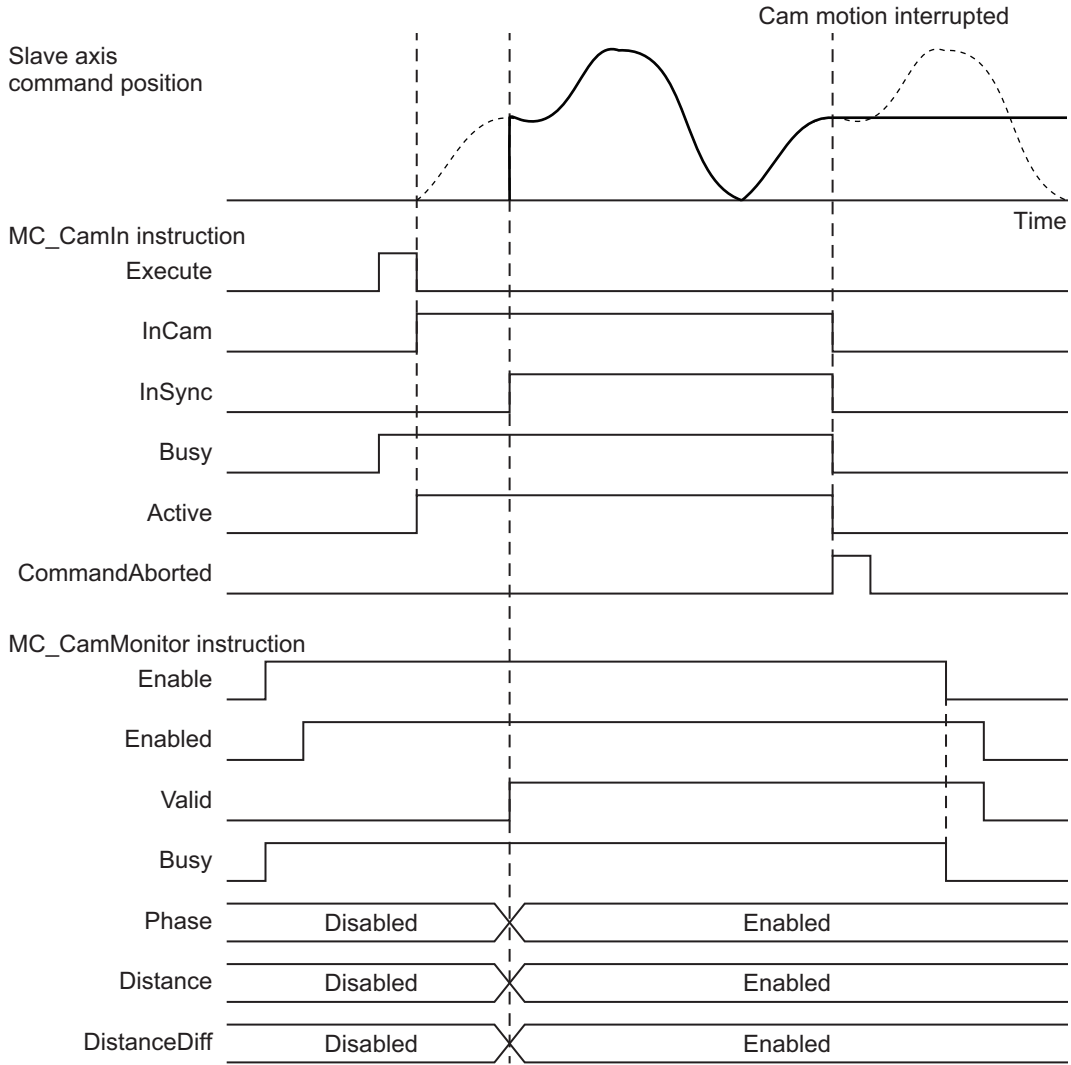 Cam motion interrupted
Slave axis
command position
Time
MC_CamIn instruction
Execute
InCam
InSync
Busy
Active
CommandAborted
MC_CamMonitor instruction
Enable
Enabled
Valid
Busy
Phase Disabled Enabled
Distance Disabled Enabled
DistanceDiff Disabled Enabled